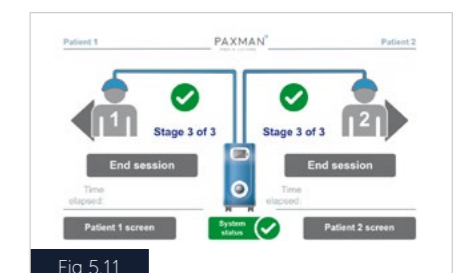 Patient 1
PAXMAN®
Patient 2
1
2
Stage 3 of 3
Stage 3 of 3
End session
End session
Time
elapsed:
Time
elapsed:
Patient 1 screen
System
status
Patient 2 screen
Fig 5.11